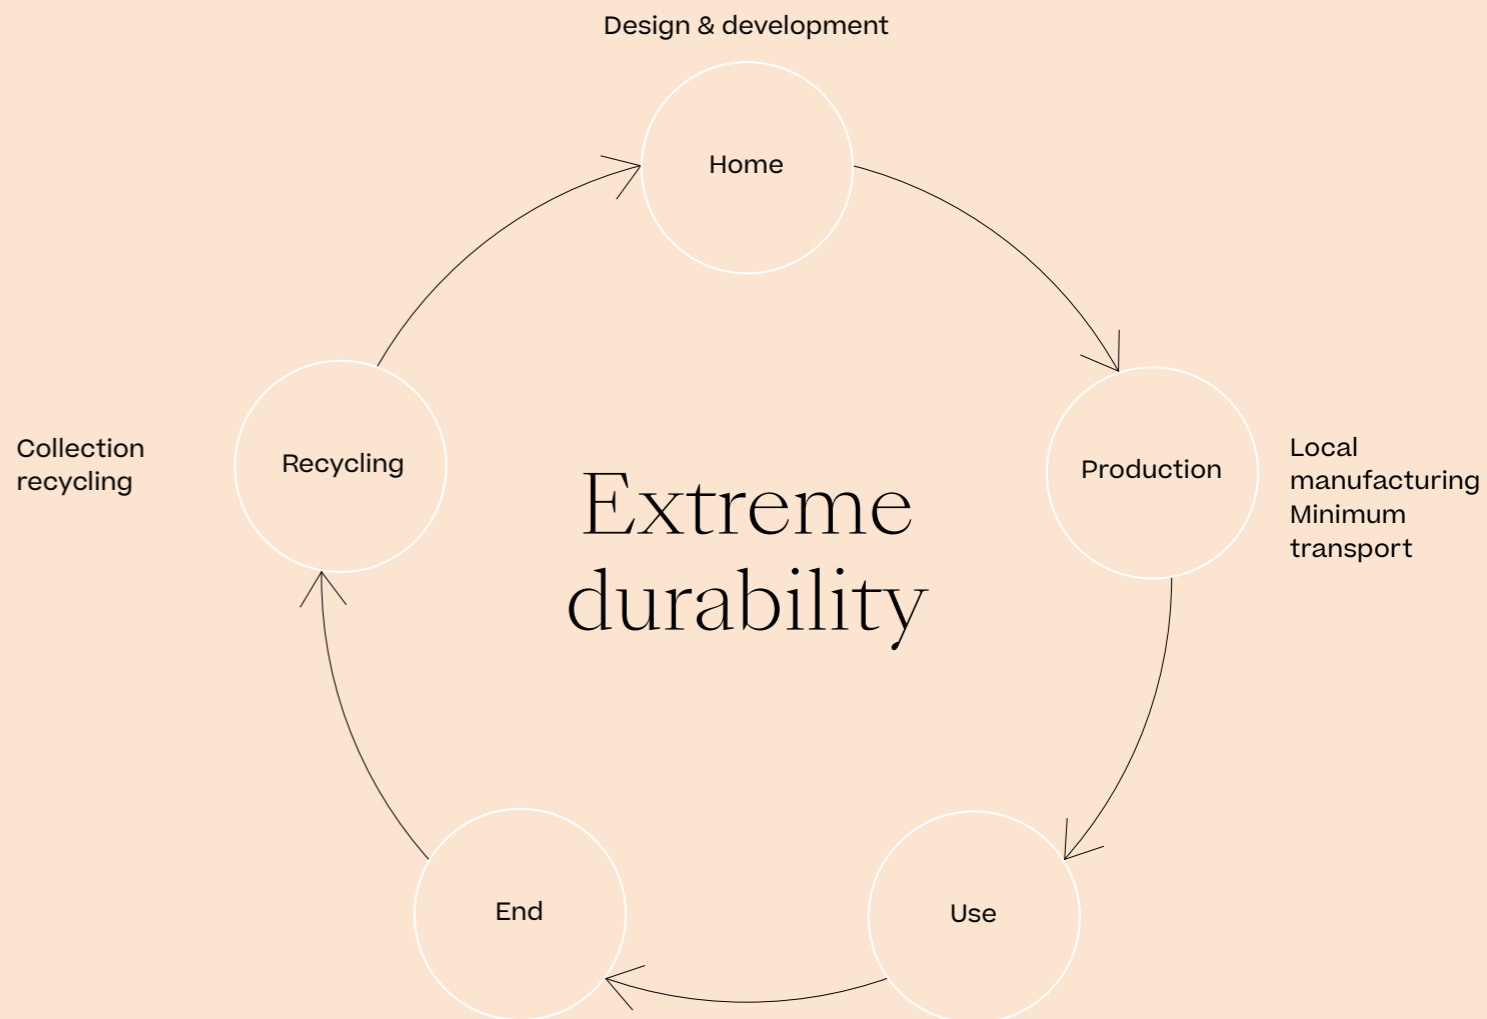 Design & development
Home
Collection
recycling
Recycling
Extreme
durability
Production
Local
manufacturing
Minimum
transport
End
Use